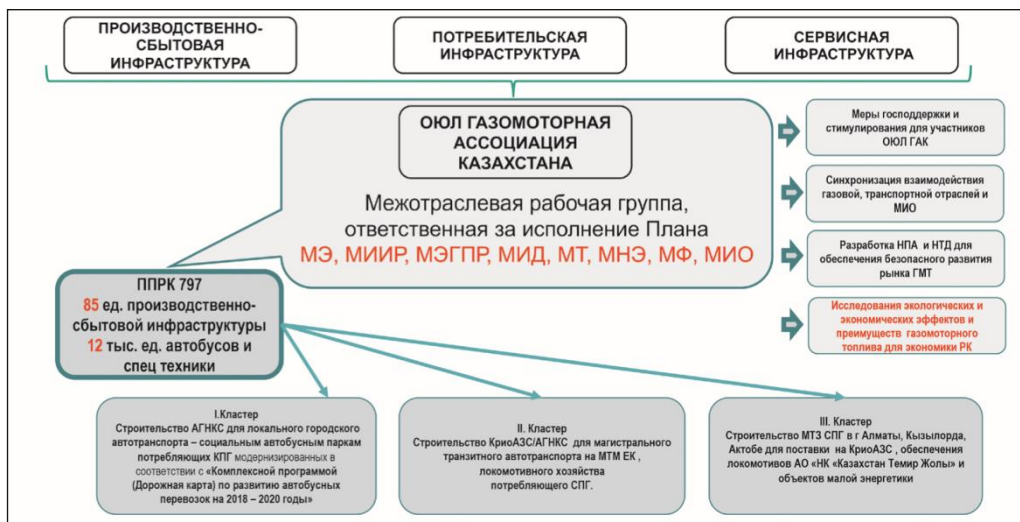 ПРОИЗВОДСТВЕННО-
СБЫТОВАЯ
ИНФРАСТРУКТУРА
ПОТРЕБИТЕЛЬСКАЯ
ИНФРАСТРУКТУРА
СЕРВИСНАЯ
ИНФРАСТРУКТУРА
ОЮЛ ГАЗОМОТОРНАЯ
АССОЦИАЦИЯ
КАЗАХСТАНА
Межотраслевая рабочая группа,
ответственная за исполнение Плана
МЭ, МИИР, МЭГПР, МИД, МТ, МНЭ, МФ, МИО
Меры господдержки и
стимулирования для участников
ОЮЛ ГАК
Синхронизация взаимодействия
газовой, транспортной отраслей и
МИО
Разработка НПА и НТД для
обеспечения безопасного развития
рынка ГМТ
Исследования экологических и
экономических эффектов и
преимуществ газомоторного
топлива для экономики РК
ППРК 797
85 ед. производственно-
сбытовой инфраструктуры
12 тыс. ед. автобусов и
спец техники
I.Кластер
Строительство АГНКС для локального городского
автотранспорта – социальным автобусным паркам
потребляющих КПГ модернизированных в
соответствии с «Комплексной программой
(Дорожная карта) по развитию автобусных
перевозок на 2018 – 2020 годы»
II. Кластер
Строительство КриоАЗС/АГНКС для магистрального
транзитного автотранспорта на МТМ ЕК ,
локомотивного хозяйства
потребляющего СПГ.
III. Кластер
Строительство МТЗ СПГ в г Алматы, Кызылорда,
Актобе для поставки на КриоАЗС , обеспечения
локомотивов АО «НК «Казахстан Темир Жолы» и
объектов малой энергетики